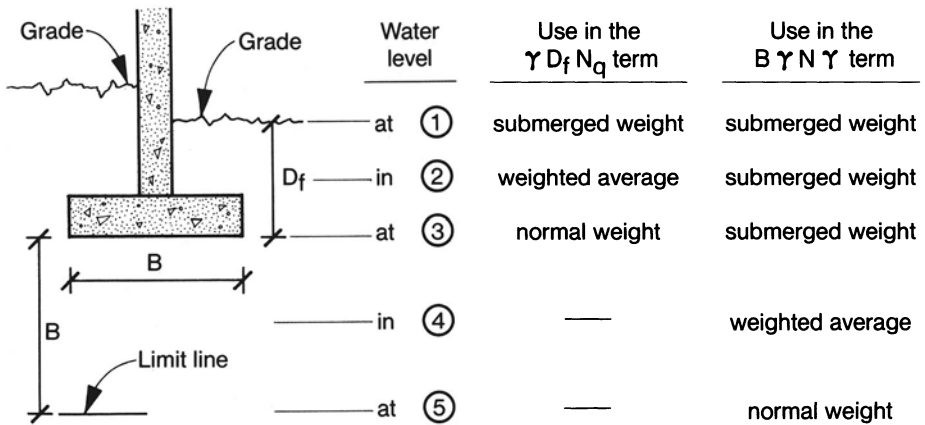 Grade
Grade
Water level
Use in the γ Df Nq term
Use in the B γ N γ term
at ① submerged weight submerged weight
Df in ② weighted average submerged weight
at ③ normal weight submerged weight
B
B
in ④ — weighted average
Limit line
at ⑤ — normal weight